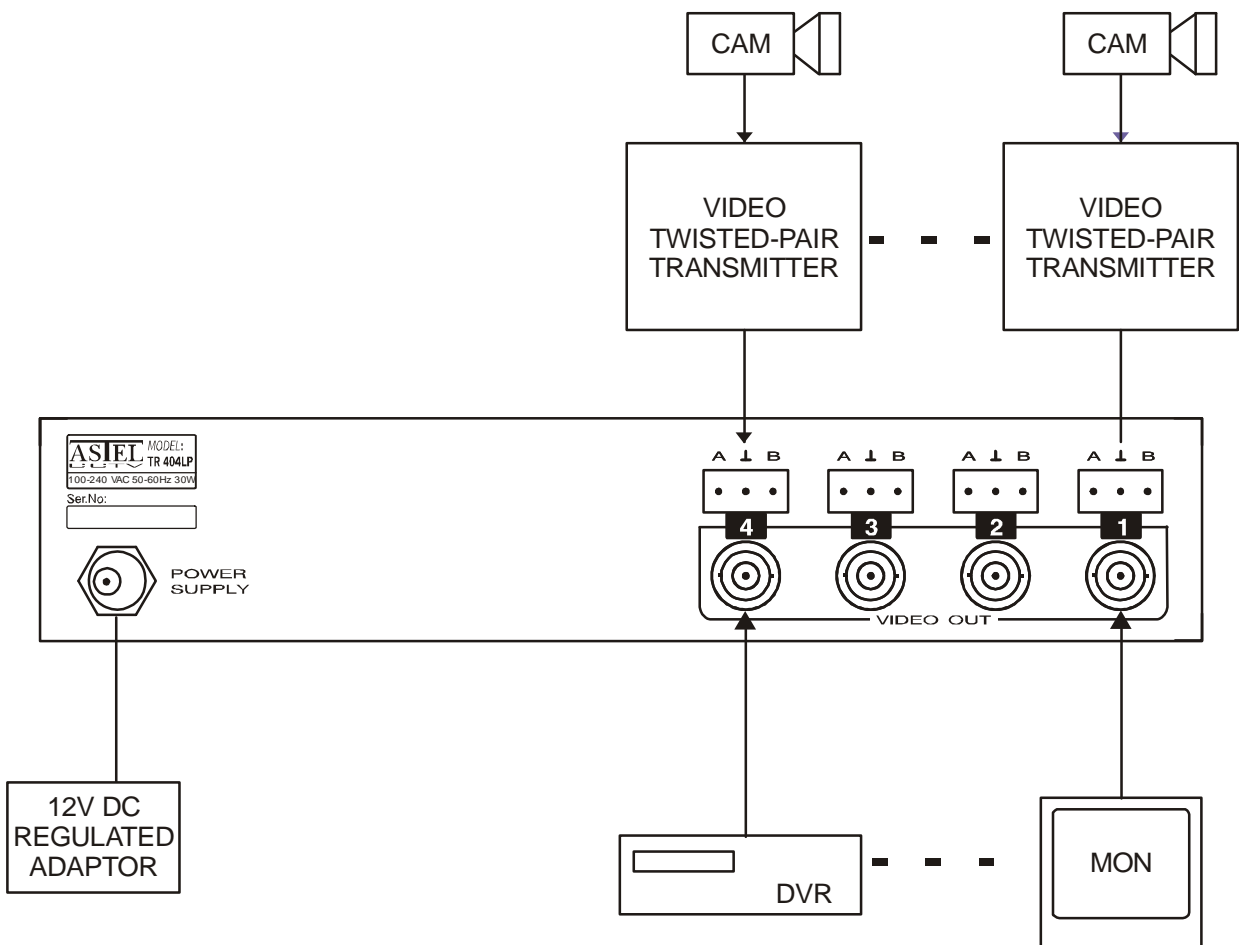 CAM
CAM
VIDEO
TWISTED-PAIR
TRANSMITTER
VIDEO
TWISTED-PAIR
TRANSMITTER
ASTEL MODEL:
CCTV TR 404LP
100-240 VAC 50-60Hz 30W
Ser.No:
A ⊥ B
A ⊥ B
A ⊥ B
A ⊥ B
4
3
2
1
POWER
SUPPLY
VIDEO OUT
12V DC
REGULATED
ADAPTOR
DVR
MON